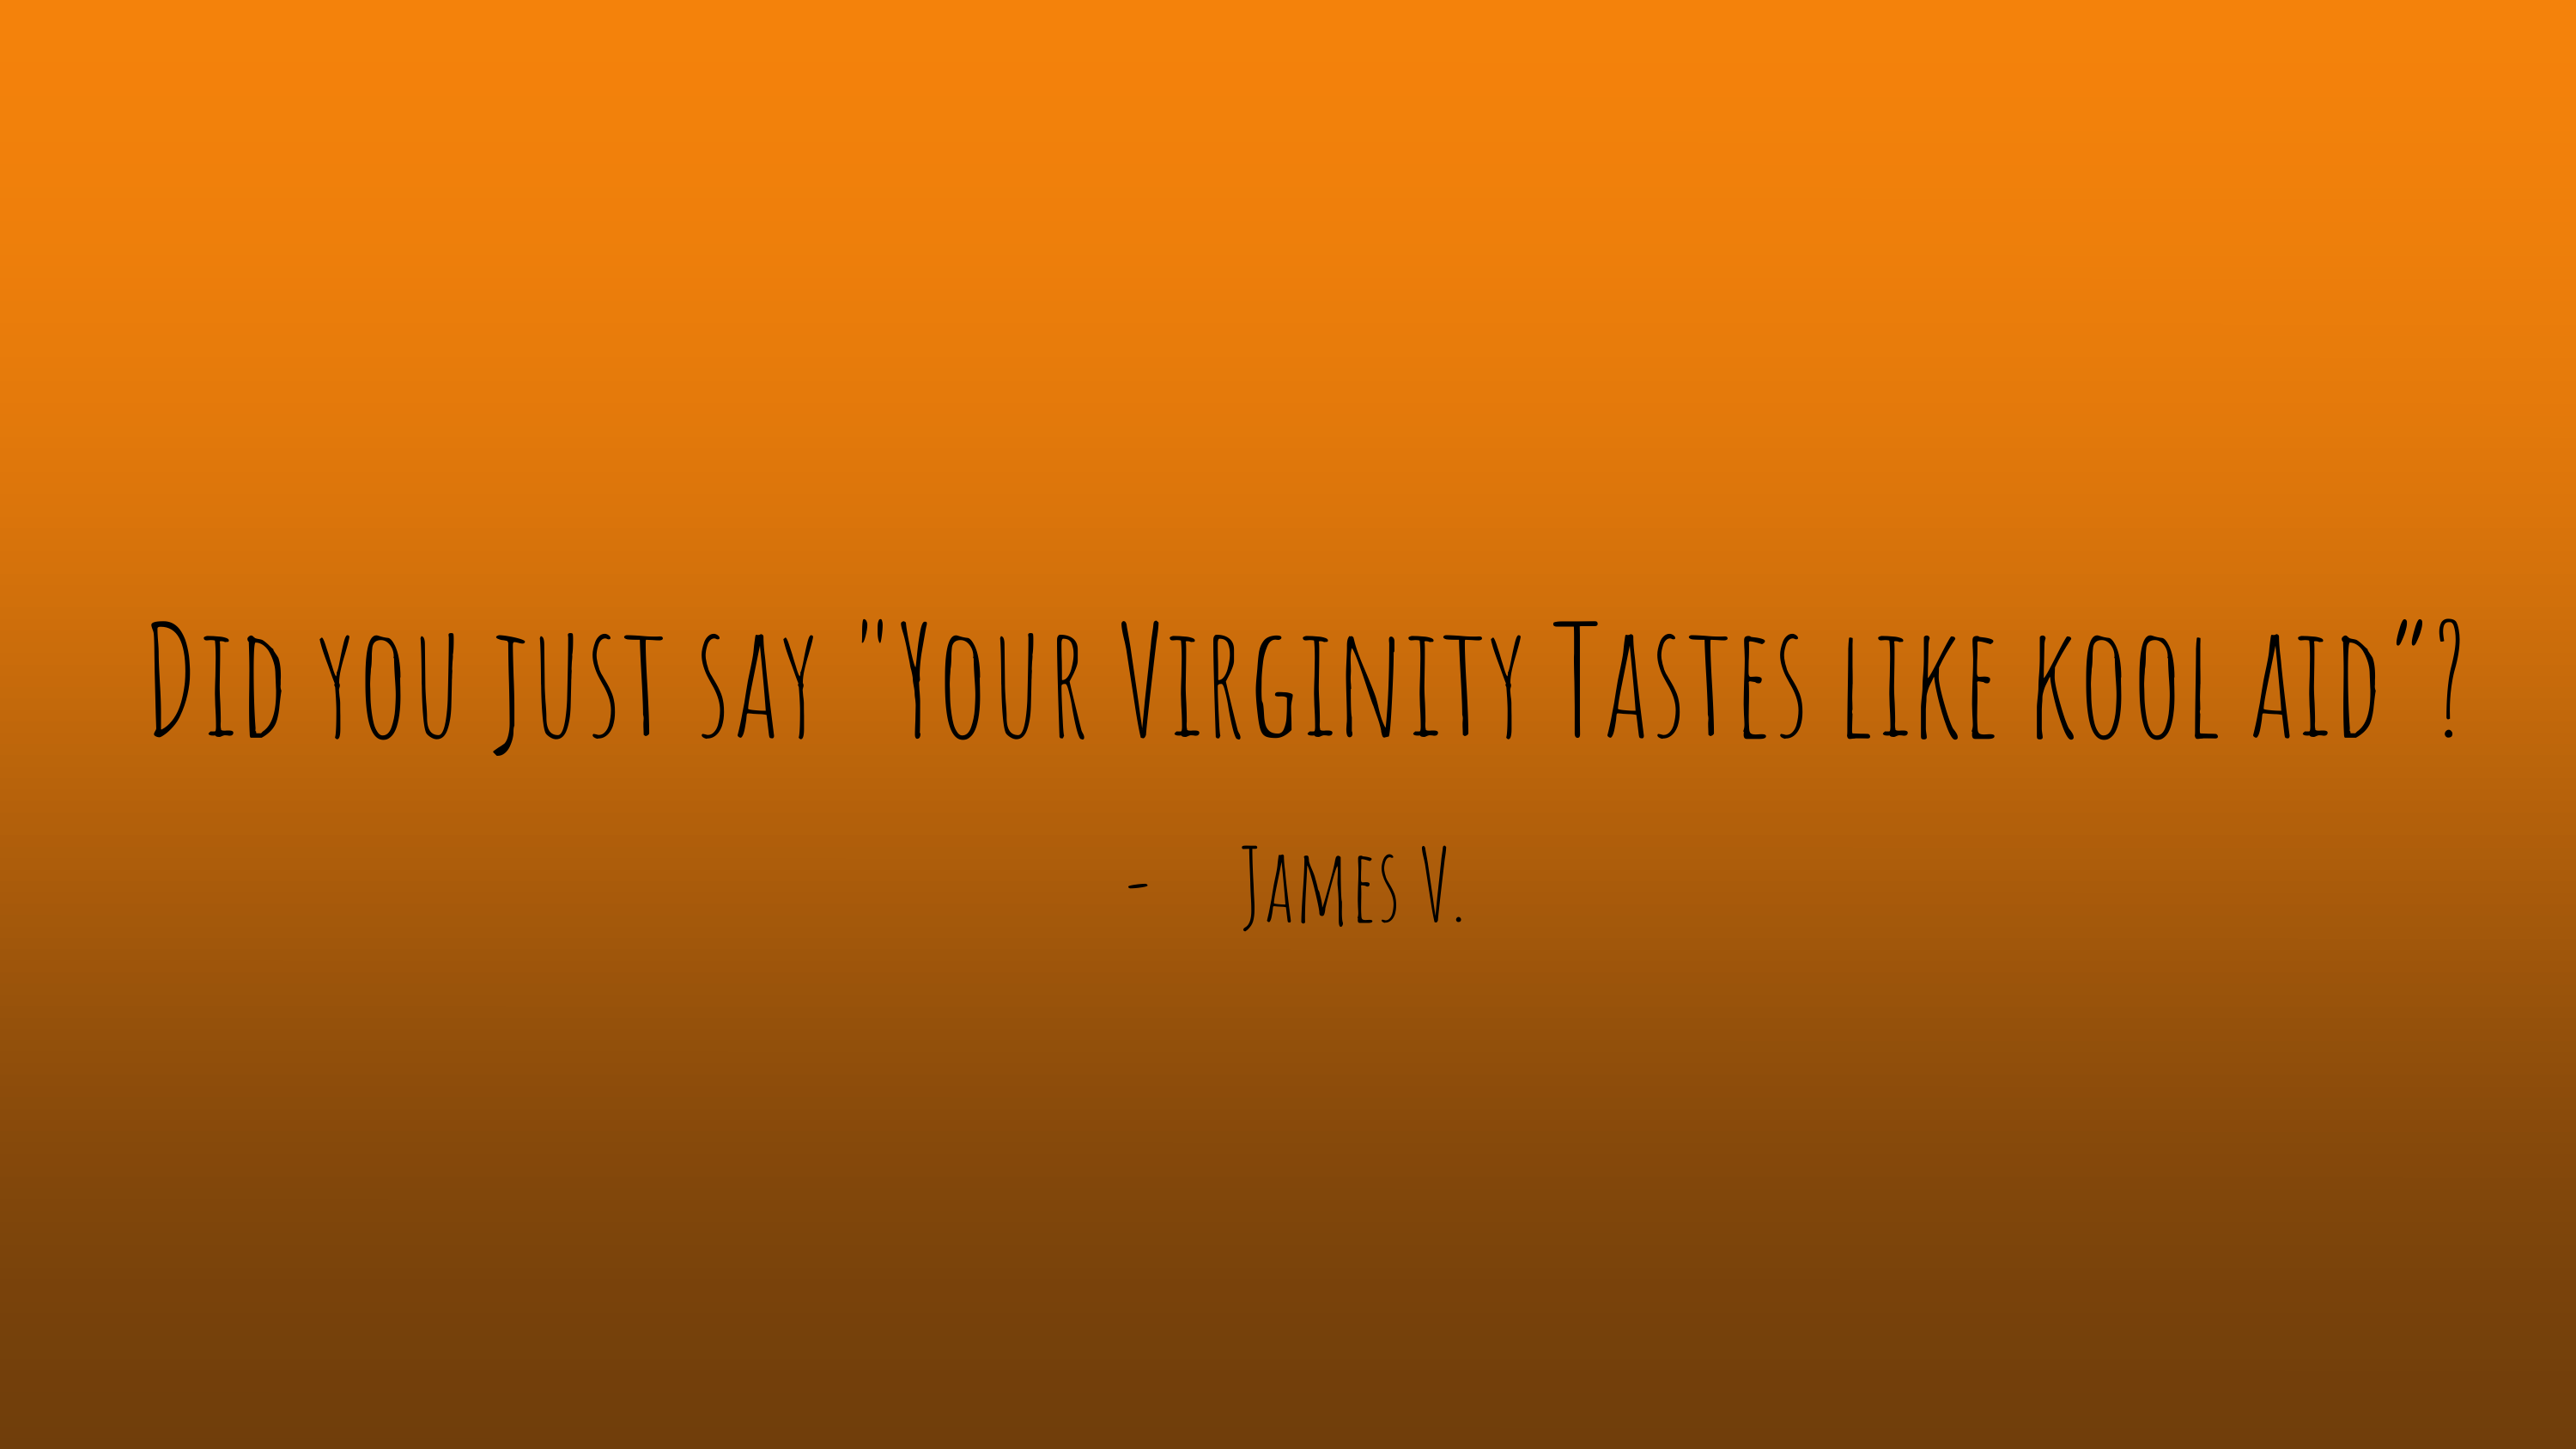 Did you just say "Your Virginity Tastes like kool aid"?
- James V.